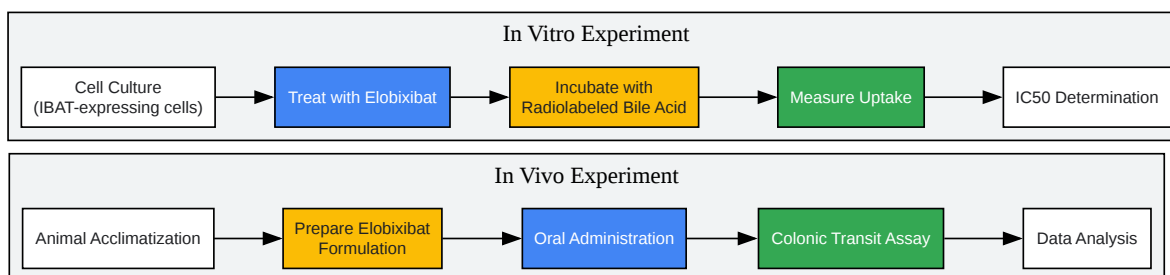 In Vitro Experiment
Cell Culture
(IBAT-expressing cells)
Treat with Elobixibat
Incubate with
Radiolabeled Bile Acid
Measure Uptake
IC50 Determination
In Vivo Experiment
Animal Acclimatization
Prepare Elobixibat
Formulation
Oral Administration
Colonic Transit Assay
Data Analysis